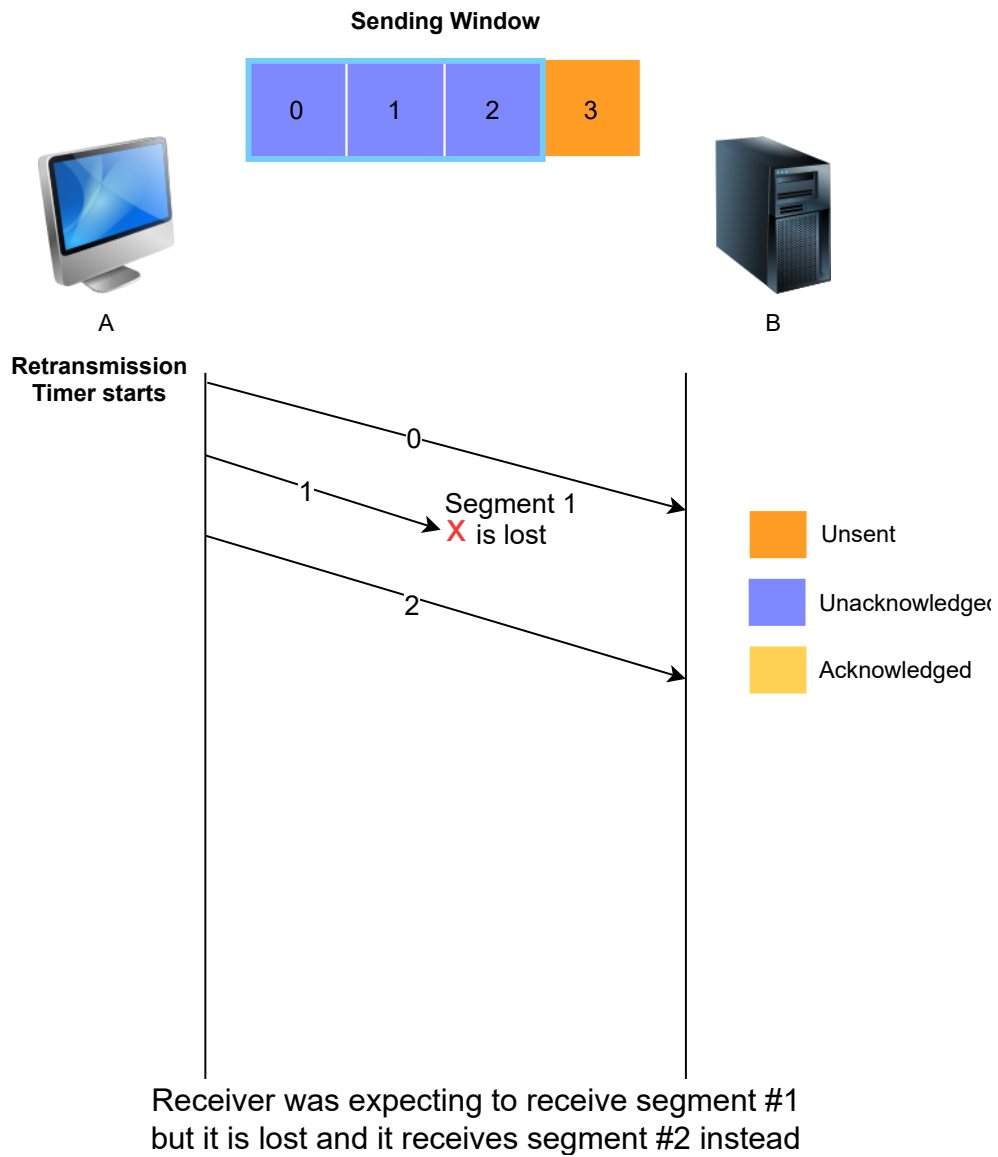 Sending Window
0 1 2 3
A
B
Retransmission
Timer starts
0
1
Segment 1
X is lost
2
Unsent
Unacknowledged
Acknowledged
Receiver was expecting to receive segment #1
but it is lost and it receives segment #2 instead